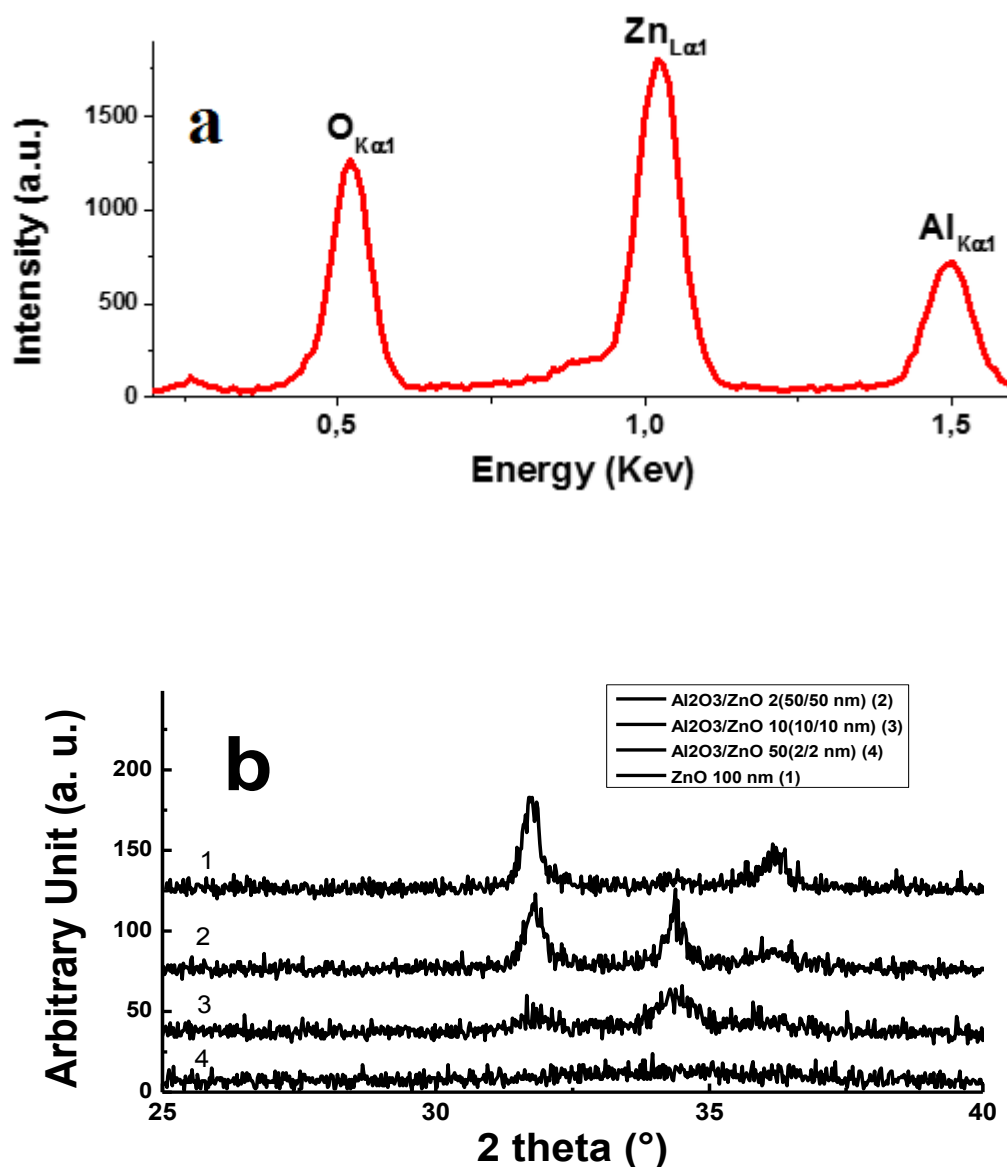 Zn Lα1
1500
a
O Kα1
1000
Al Kα1
Intensity (a.u.)
500
0
0,5
1,0
1,5
Energy (Kev)
b
Al2O3/ZnO 2(50/50 nm) (2)
Al2O3/ZnO 10(10/10 nm) (3)
Al2O3/ZnO 50(2/2 nm) (4)
ZnO 100 nm (1)
Arbitrary Unit (a. u.)
200
150
100
50
0
1
2
3
4
25
30
35
40
2 theta (°)